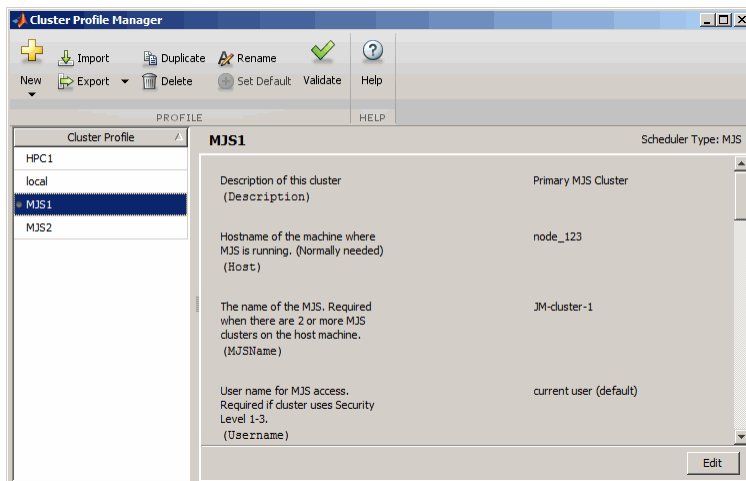 Cluster Profile Manager
Import
Duplicate
Rename
New
Export
Delete
Set Default
Validate
Help
PROFILE
HELP
Cluster Profile
HPC1
local
MJS1
MJS2
MJS1
Scheduler Type: MJS
Description of this cluster
(Description)
Primary MJS Cluster
Hostname of the machine where
MJS is running. (Normally needed)
(Host)
node_123
The name of the MJS. Required
when there are 2 or more MJS
clusters on the host machine.
(MJSName)
JM-cluster-1
User name for MJS access.
Required if cluster uses Security
Level 1-3.
(Username)
current user (default)
Edit